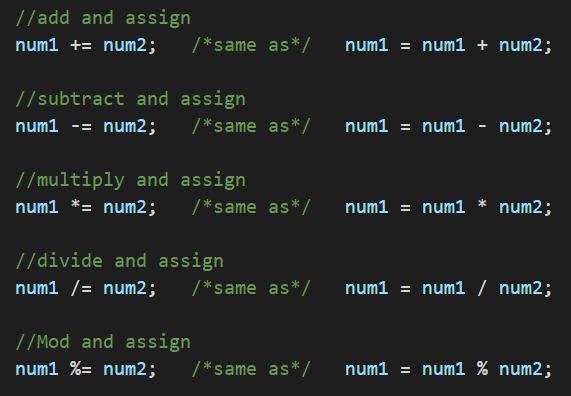 //add and assign
num1 += num2;   /*same as*/   num1 = num1 + num2;
//subtract and assign
num1 -= num2;   /*same as*/   num1 = num1 - num2;
//multiply and assign
num1 *= num2;   /*same as*/   num1 = num1 * num2;
//divide and assign
num1 /= num2;   /*same as*/   num1 = num1 / num2;
//Mod and assign
num1 %= num2;   /*same as*/   num1 = num1 % num2;